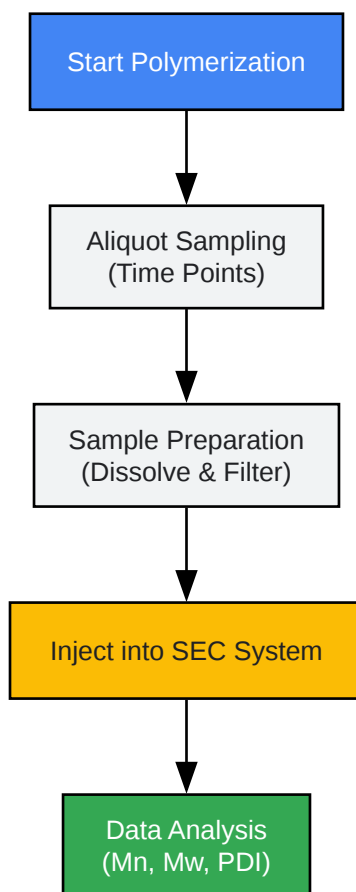 Start Polymerization
Aliquot Sampling
(Time Points)
Sample Preparation
(Dissolve & Filter)
Inject into SEC System
Data Analysis
(Mn, Mw, PDI)